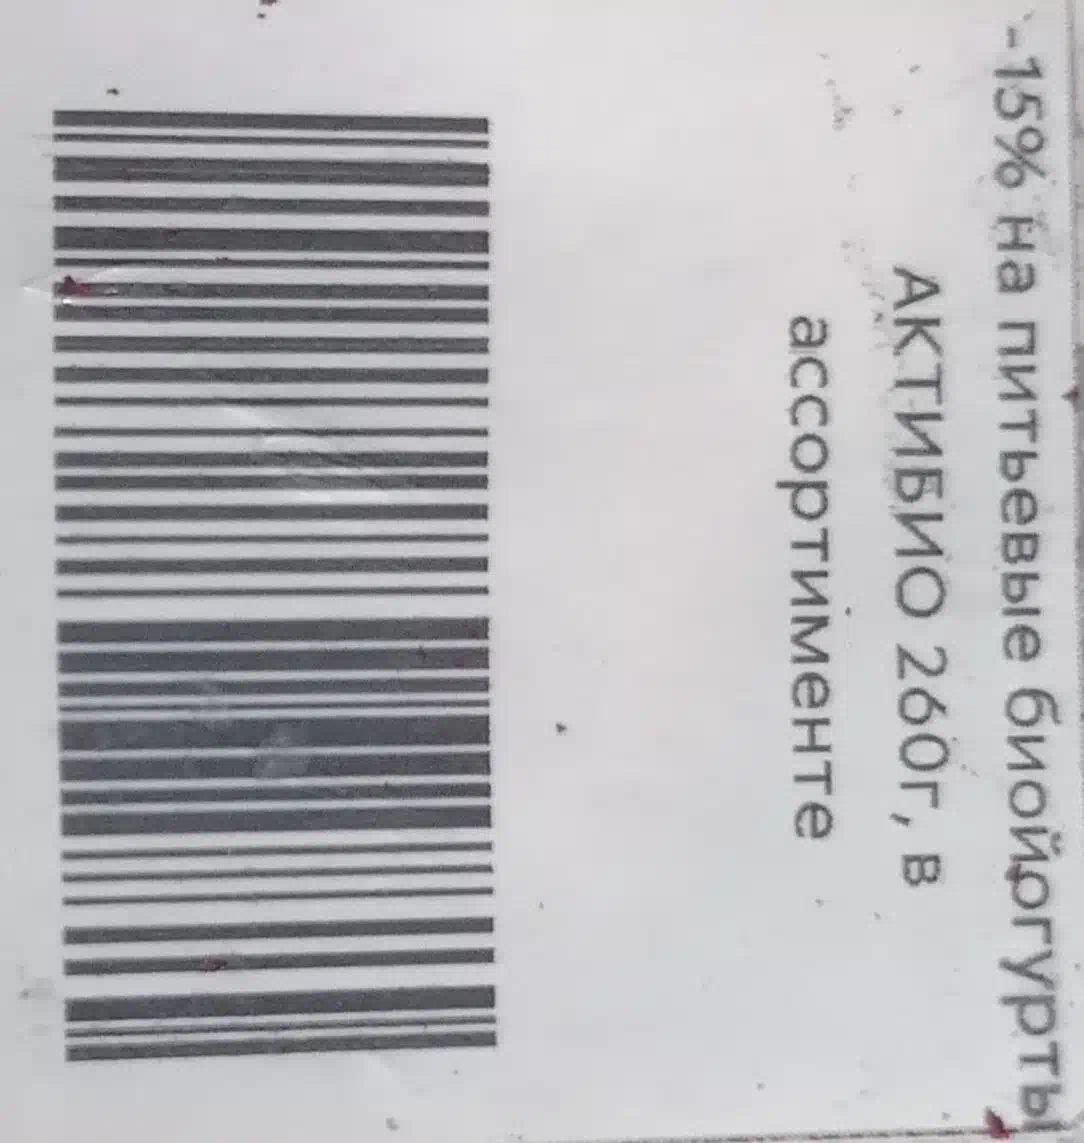 -15% на питьевые биойогурты
АКТИБИО 260г, в
ассортименте